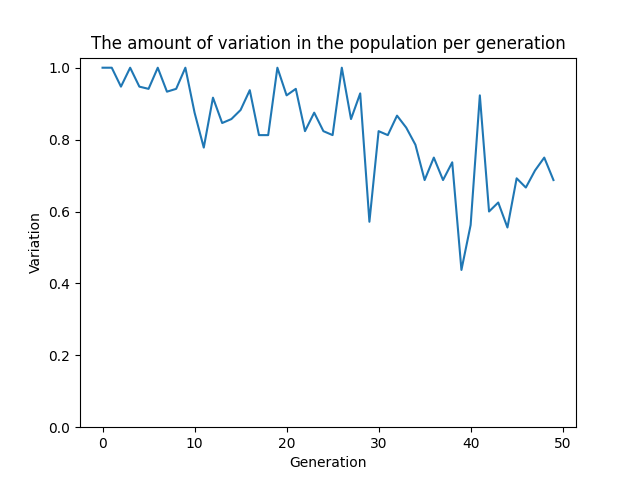 The amount of variation in the population per generation
1.0
0.8
0.6
0.4
0.2
0.0
Variation
0 10 20 30 40 50
Generation